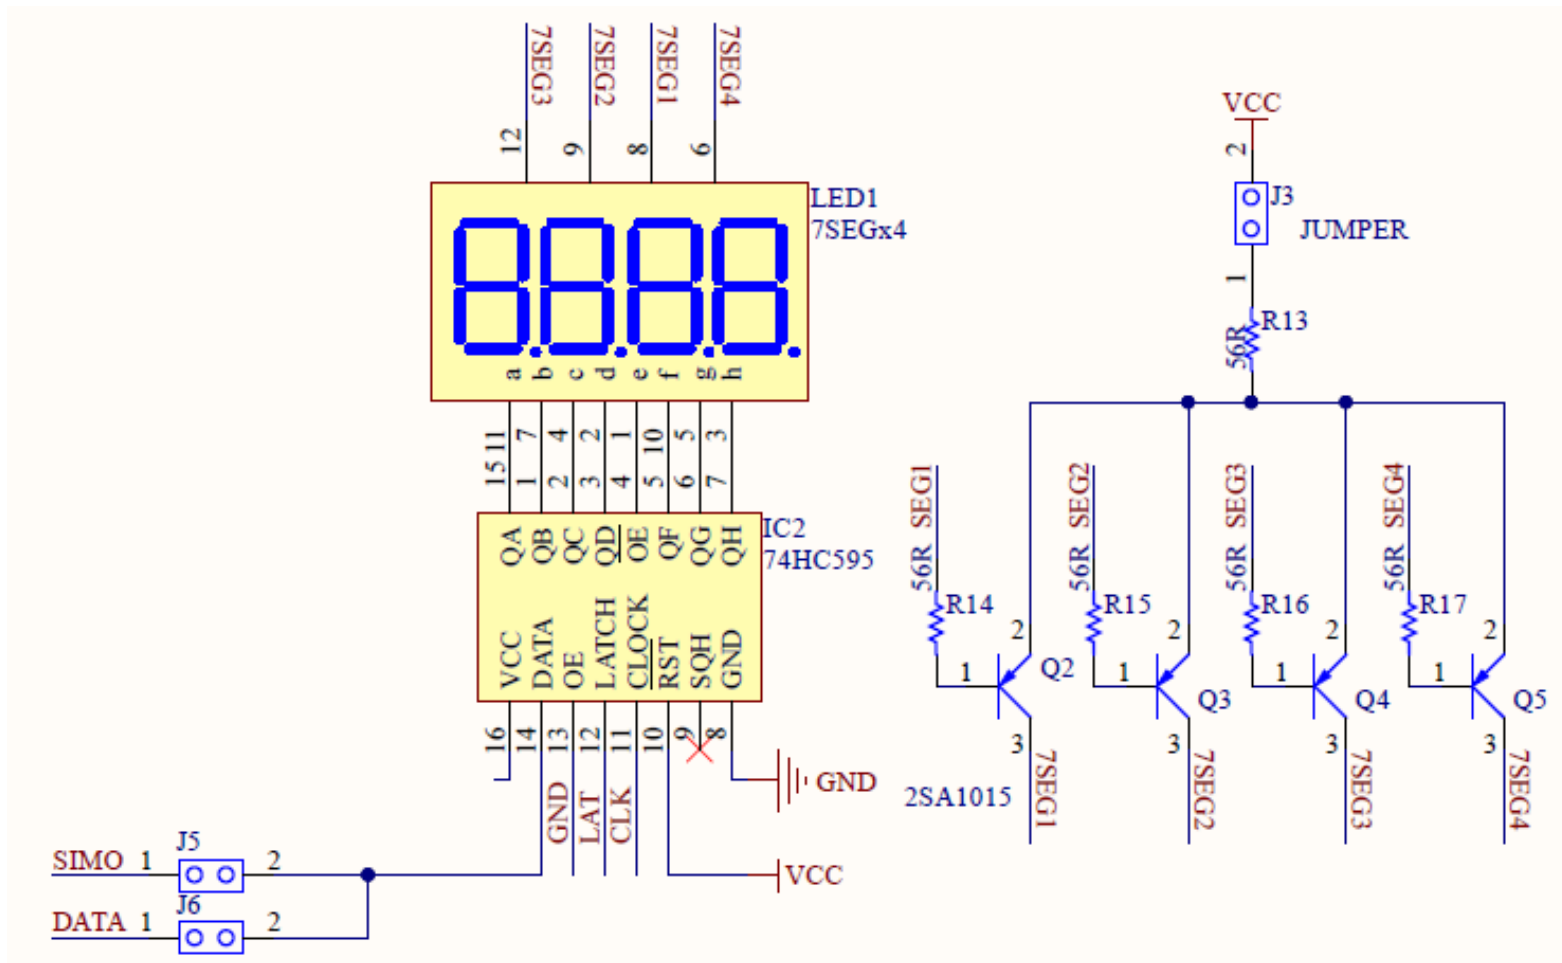 7SEG3 7SEG2 7SEG1 7SEG4
12 9 8 6
LED1
7SEGx4
a b c d e f g h
11 7 4 2 1 10 5 3
15 1 2 3 4 5 6 7
QA QB QC QD OE QF QG QH
IC2
74HC595
VCC DATA OE LATCH CLOCK RST SQH GND
16 14 13 12 11 10 9 8
GND LAT CLK
GND
VCC
J5
SIMO 1 2
J6
DATA 1 2
VCC
2
J3
JUMPER
1
R13
56R
SEG1 SEG2 SEG3 SEG4
56R 56R 56R 56R
R14 R15 R16 R17
2 2 2 2
1 1 1 1
Q2 Q3 Q4 Q5
3 3 3 3
2SA1015
7SEG1 7SEG2 7SEG3 7SEG4